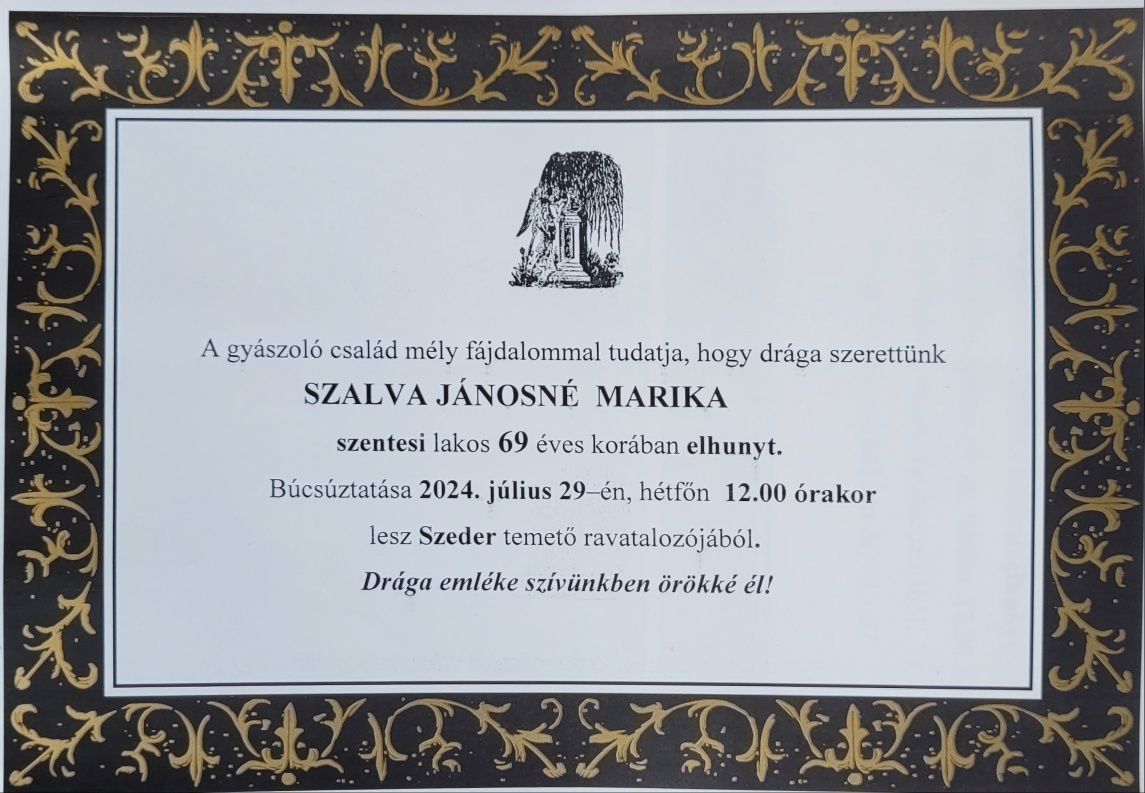 A gyászoló család mély fájdalommal tudatja, hogy drága szerettünk
SZALVA JÁNOSNÉ MARIKA
szentesi lakos 69 éves korában elhunyt.
Búcsúztatása 2024. július 29–én, hétfőn 12.00 órakor
lesz Szeder temető ravatalozójából.
Drága emléke szívünkben örökké él!